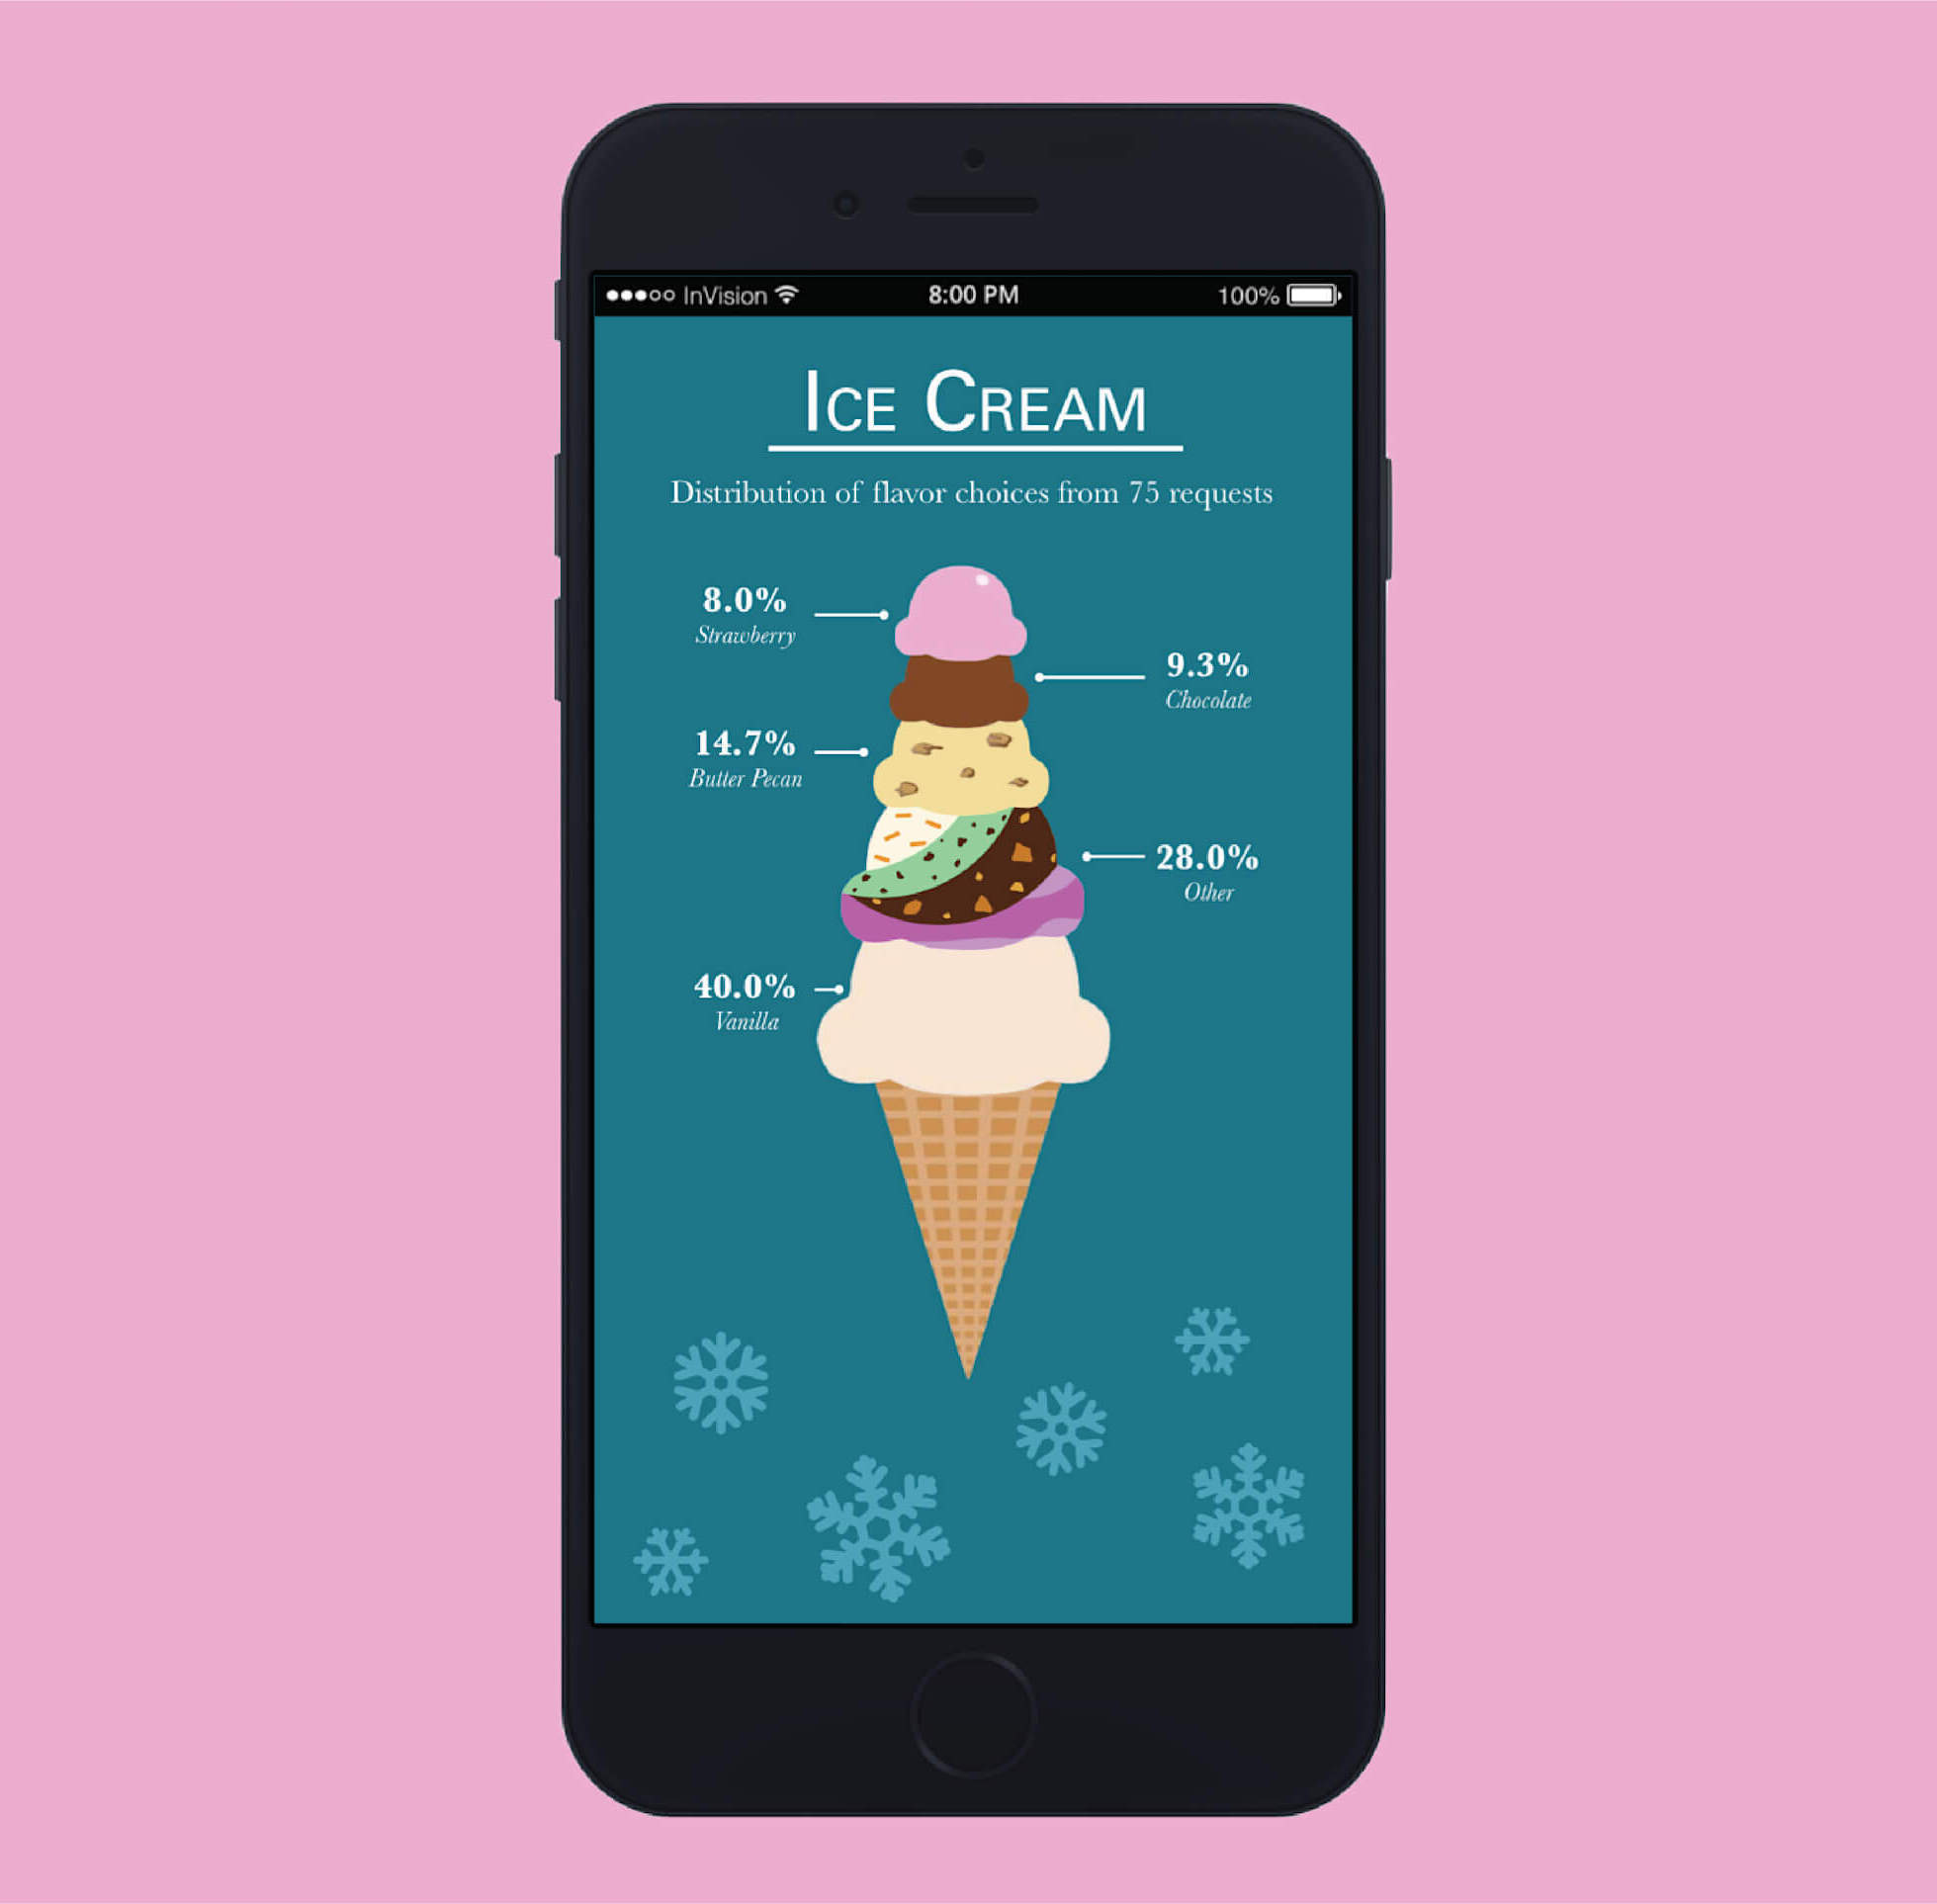 InVision 8:00 PM 100%
ICE CREAM
Distribution of flavor choices from 75 requests
8.0%
Strawberry
9.3%
Chocolate
14.7%
Butter Pecan
28.0%
Other
40.0%
Vanilla